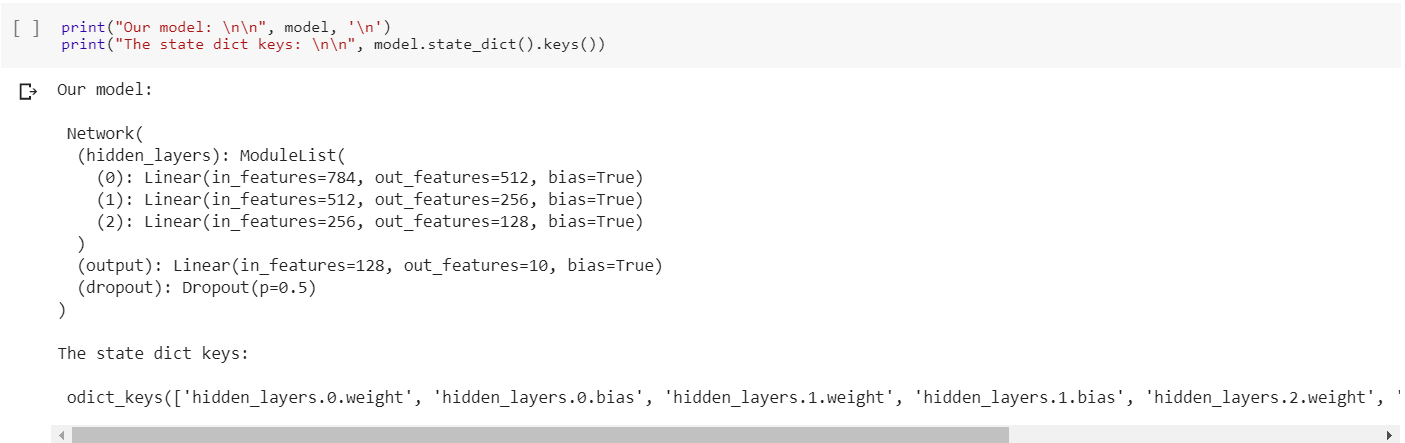 [ ] print("Our model: \n\n", model, '\n')
print("The state dict keys: \n\n", model.state_dict().keys())
Our model:
Network(
(hidden_layers): ModuleList(
(0): Linear(in_features=784, out_features=512, bias=True)
(1): Linear(in_features=512, out_features=256, bias=True)
(2): Linear(in_features=256, out_features=128, bias=True)
)
(output): Linear(in_features=128, out_features=10, bias=True)
(dropout): Dropout(p=0.5)
)
The state dict keys:
odict_keys(['hidden_layers.0.weight', 'hidden_layers.0.bias', 'hidden_layers.1.weight', 'hidden_layers.1.bias', 'hidden_layers.2.weight', '